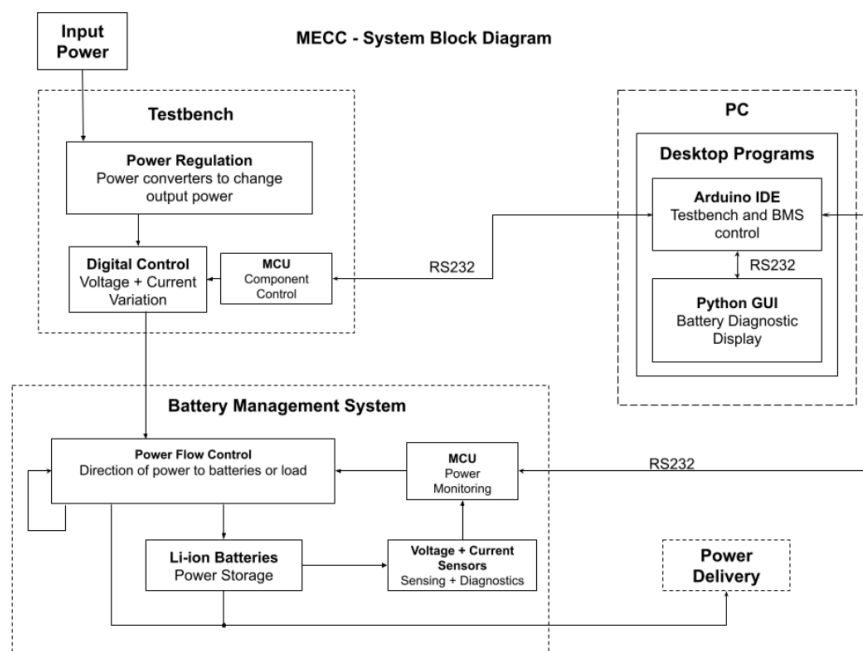 Input
Power
MECC - System Block Diagram
Testbench
Power Regulation
Power converters to change
output power
Digital Control
Voltage + Current
Variation
MCU
Component
Control
RS232
PC
Desktop Programs
Arduino IDE
Testbench and BMS
control
RS232
Python GUI
Battery Diagnostic
Display
Battery Management System
Power Flow Control
Direction of power to batteries or load
MCU
Power
Monitoring
RS232
Li-ion Batteries
Power Storage
Voltage + Current
Sensors
Sensing + Diagnostics
Power
Delivery